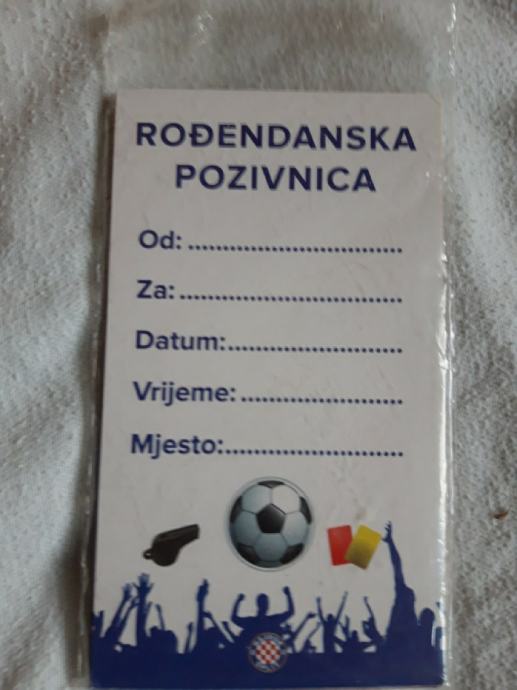 ROĐENDANSKA
POZIVNICA
Od: ..............................
Za: ................................
Datum:.........................
Vrijeme: .......................
Mjesto:.........................